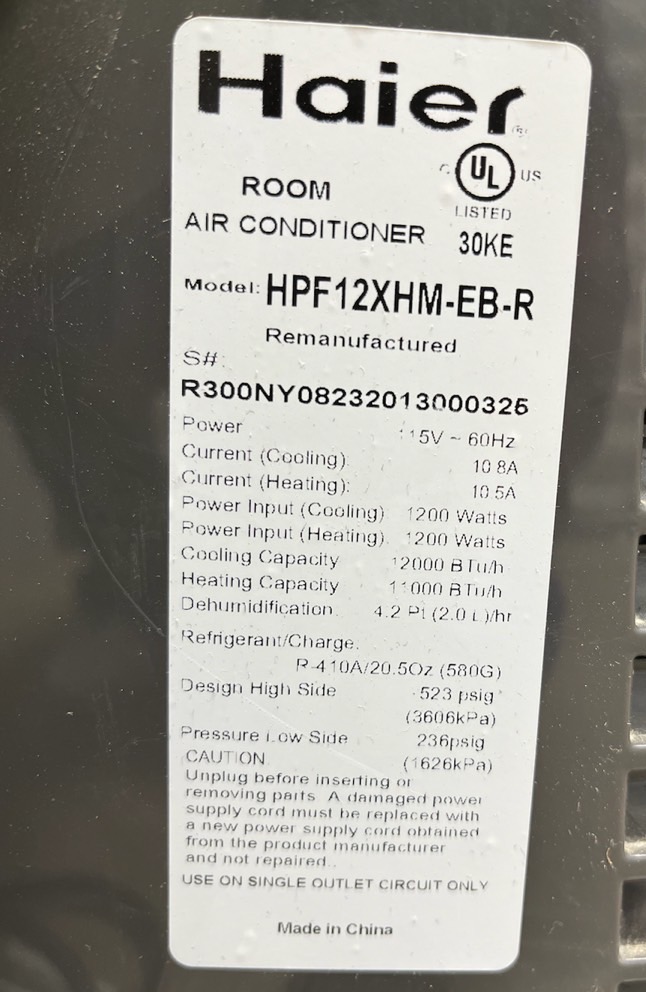 Haier®
C UL US
LISTED
ROOM
AIR CONDITIONER 30KE
Model: HPF12XHM-EB-R
Remanufactured
S#:
R300NY08232013000325
Power 115V ~ 60Hz
Current (Cooling): 10.8A
Current (Heating): 10.5A
Power Input (Cooling) 1200 Watts
Power Input (Heating). 1200 Watts
Cooling Capacity 12000 BTu/h
Heating Capacity 11000 BTu/h
Dehumidification 4.2 Pt (2.0 L)/hr
Refrigerant/Charge.
R-410A/20.5Oz (580G)
Design High Side 523 psig
(3606kPa)
Pressure Low Side 236psig
CAUTION (1626kPa)
Unplug before inserting or
removing parts. A damaged power
supply cord must be replaced with
a new power supply cord obtained
from the product manufacturer
and not repaired..
USE ON SINGLE OUTLET CIRCUIT ONLY
Made in China